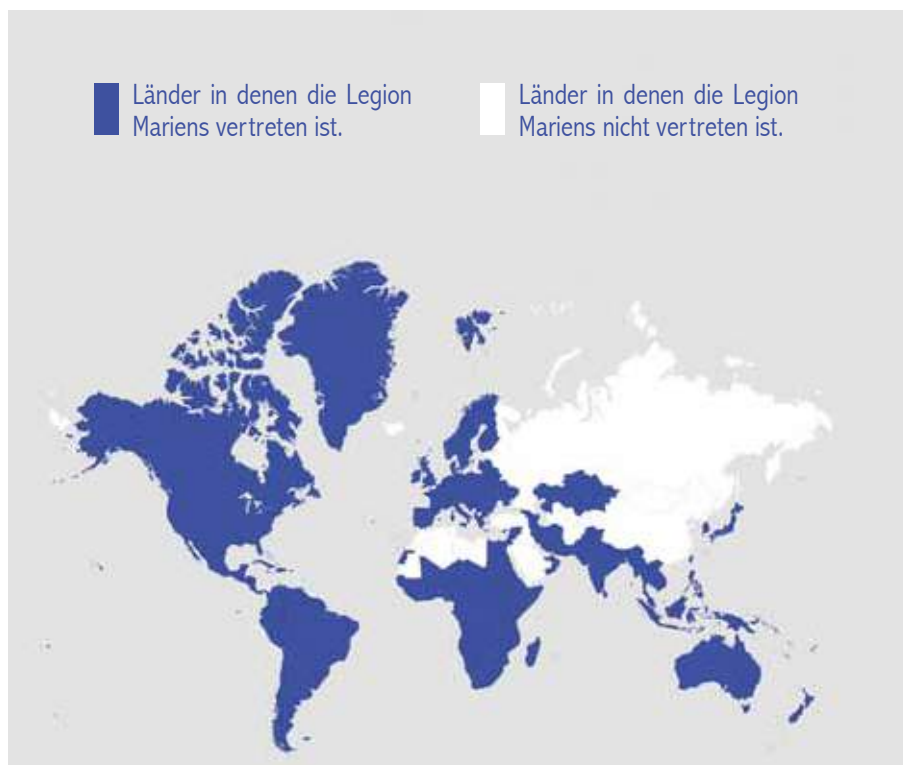 Länder in denen die Legion
Mariens vertreten ist.
Länder in denen die Legion
Mariens nicht vertreten ist.